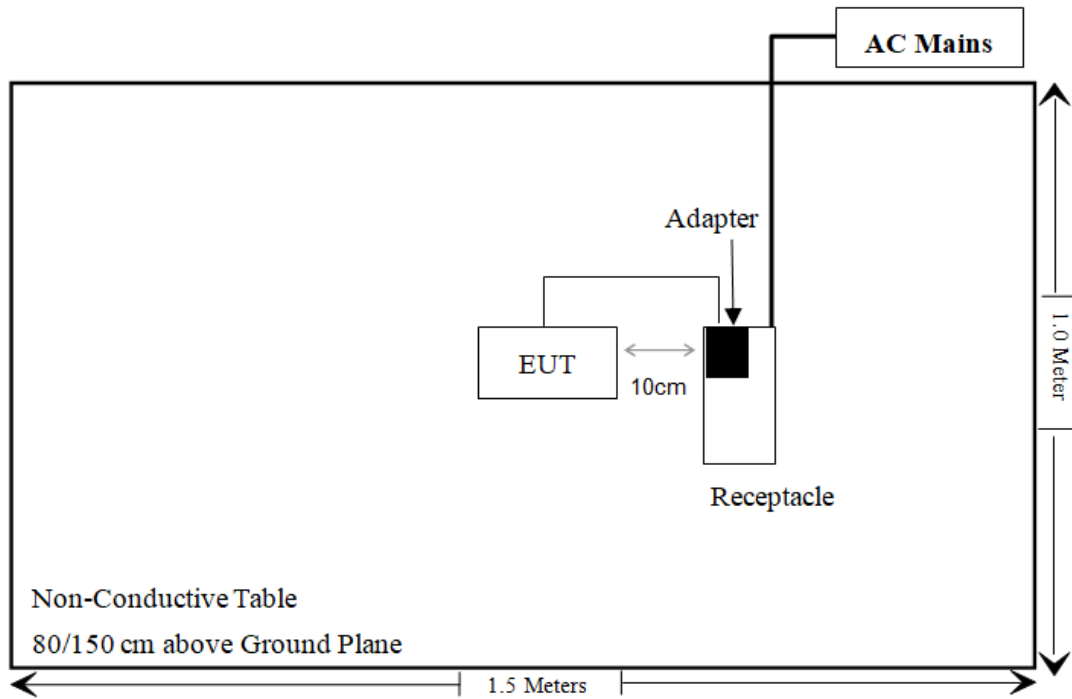 AC Mains
Adapter
EUT
10cm
1.0 Meter
Receptacle
Non-Conductive Table
80/150 cm above Ground Plane
1.5 Meters